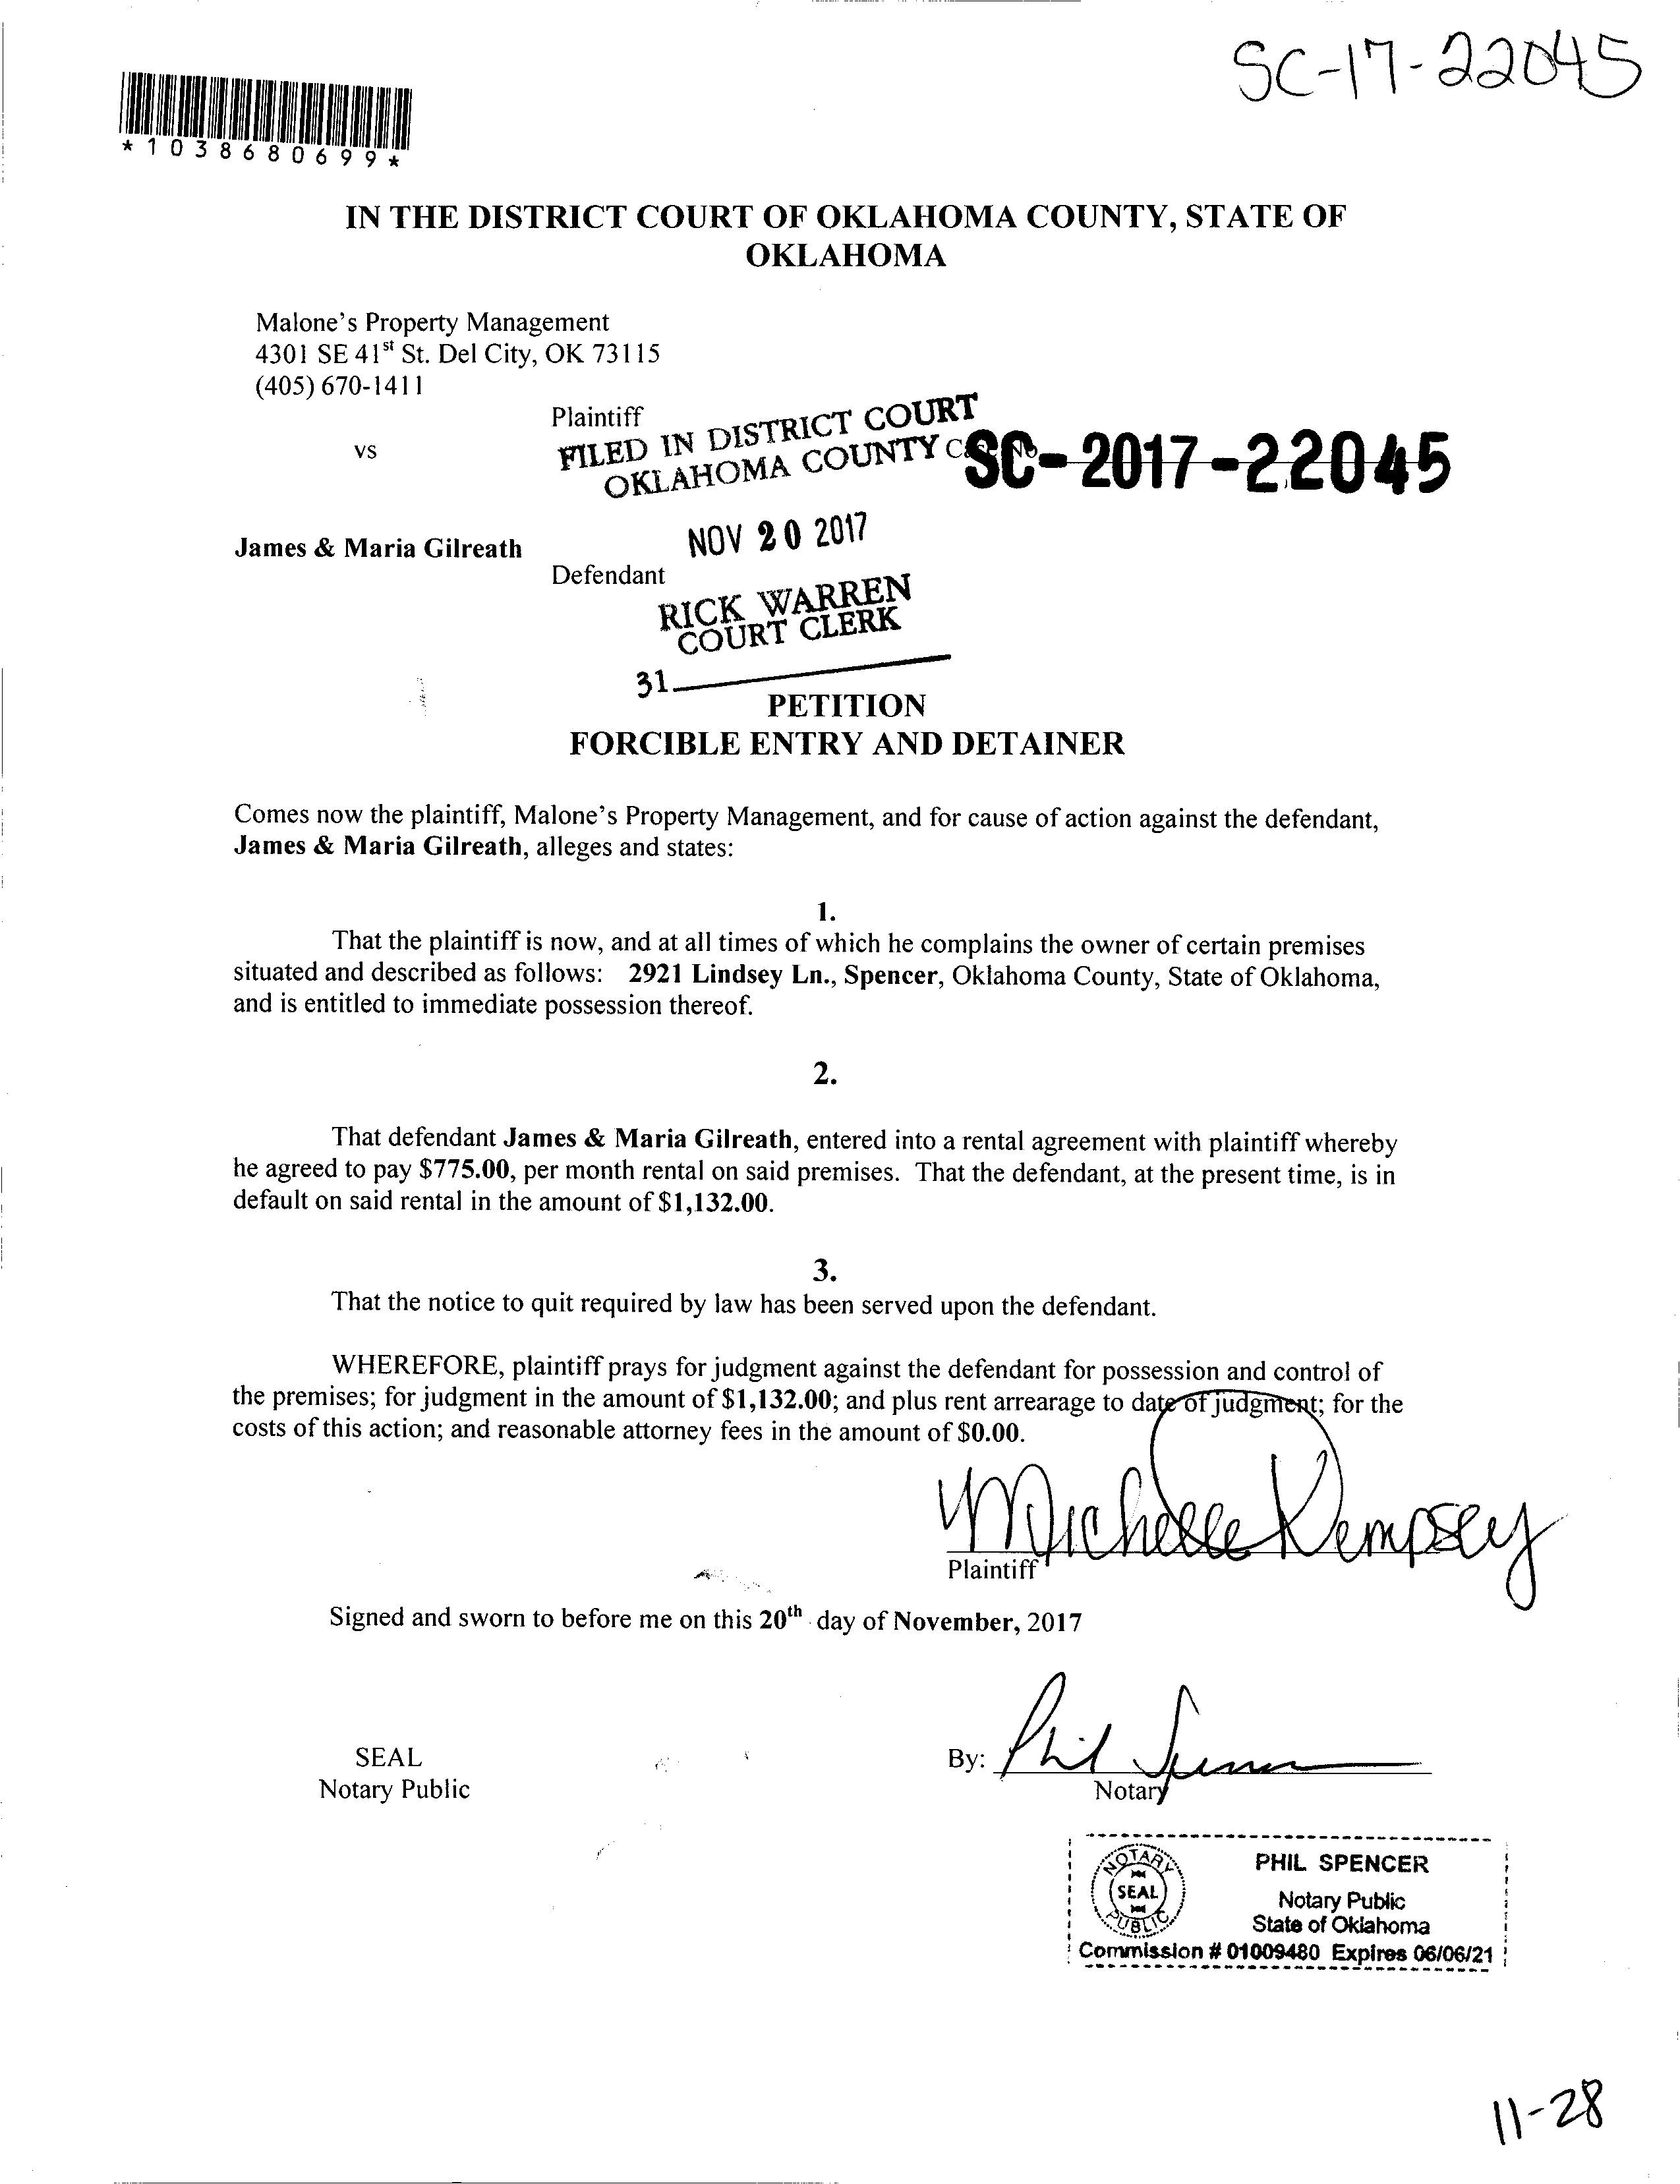 SC-17-22045
*1038680699*
IN THE DISTRICT COURT OF OKLAHOMA COUNTY, STATE OF
OKLAHOMA
Malone's Property Management
4301 SE 41st St. Del City, OK 73115
(405) 670-1411
Plaintiff
vs
FILED IN DISTRICT COURT
OKLAHOMA COUNTY
SC-2017-22045
NOV 20 2017
James & Maria Gilreath
Defendant
RICK WARREN
COURT CLERK
31
PETITION
FORCIBLE ENTRY AND DETAINER
Comes now the plaintiff, Malone's Property Management, and for cause of action against the defendant,
James & Maria Gilreath, alleges and states:
1.
That the plaintiff is now, and at all times of which he complains the owner of certain premises
situated and described as follows: 2921 Lindsey Ln., Spencer, Oklahoma County, State of Oklahoma,
and is entitled to immediate possession thereof.
2.
That defendant James & Maria Gilreath, entered into a rental agreement with plaintiff whereby
he agreed to pay $775.00, per month rental on said premises. That the defendant, at the present time, is in
default on said rental in the amount of $1,132.00.
3.
That the notice to quit required by law has been served upon the defendant.
WHEREFORE, plaintiff prays for judgment against the defendant for possession and control of
the premises; for judgment in the amount of $1,132.00; and plus rent arrearage to date of judgment; for the
costs of this action; and reasonable attorney fees in the amount of $0.00.
Michelle Dempsey
Plaintiff
Signed and sworn to before me on this 20th day of November, 2017
SEAL
Notary Public
By: Phil Spencer
Notary
NOTARY
SEAL
PUBLIC
PHIL SPENCER
Notary Public
State of Oklahoma
Commission # 01009480 Expires 06/06/21
11-28